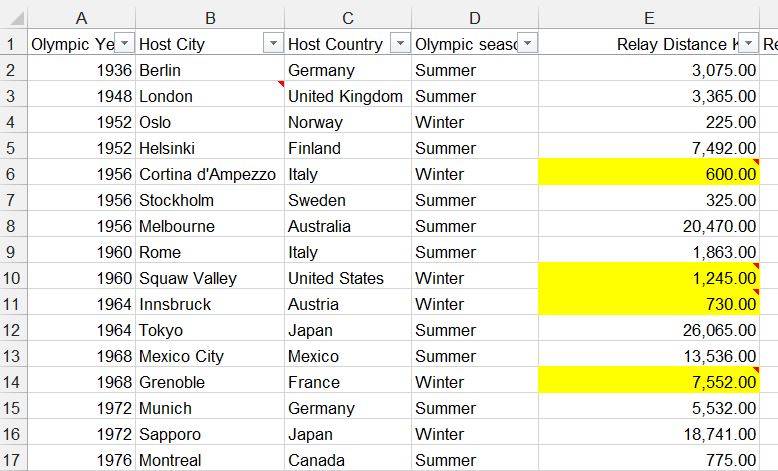 A B C D E
1 Olympic Ye Host City Host Country Olympic seaso Relay Distance K Re
2 1936 Berlin Germany Summer 3,075.00
3 1948 London United Kingdom Summer 3,365.00
4 1952 Oslo Norway Winter 225.00
5 1952 Helsinki Finland Summer 7,492.00
6 1956 Cortina d'Ampezzo Italy Winter 600.00
7 1956 Stockholm Sweden Summer 325.00
8 1956 Melbourne Australia Summer 20,470.00
9 1960 Rome Italy Summer 1,863.00
10 1960 Squaw Valley United States Winter 1,245.00
11 1964 Innsbruck Austria Winter 730.00
12 1964 Tokyo Japan Summer 26,065.00
13 1968 Mexico City Mexico Summer 13,536.00
14 1968 Grenoble France Winter 7,552.00
15 1972 Munich Germany Summer 5,532.00
16 1972 Sapporo Japan Winter 18,741.00
17 1976 Montreal Canada Summer 775.00